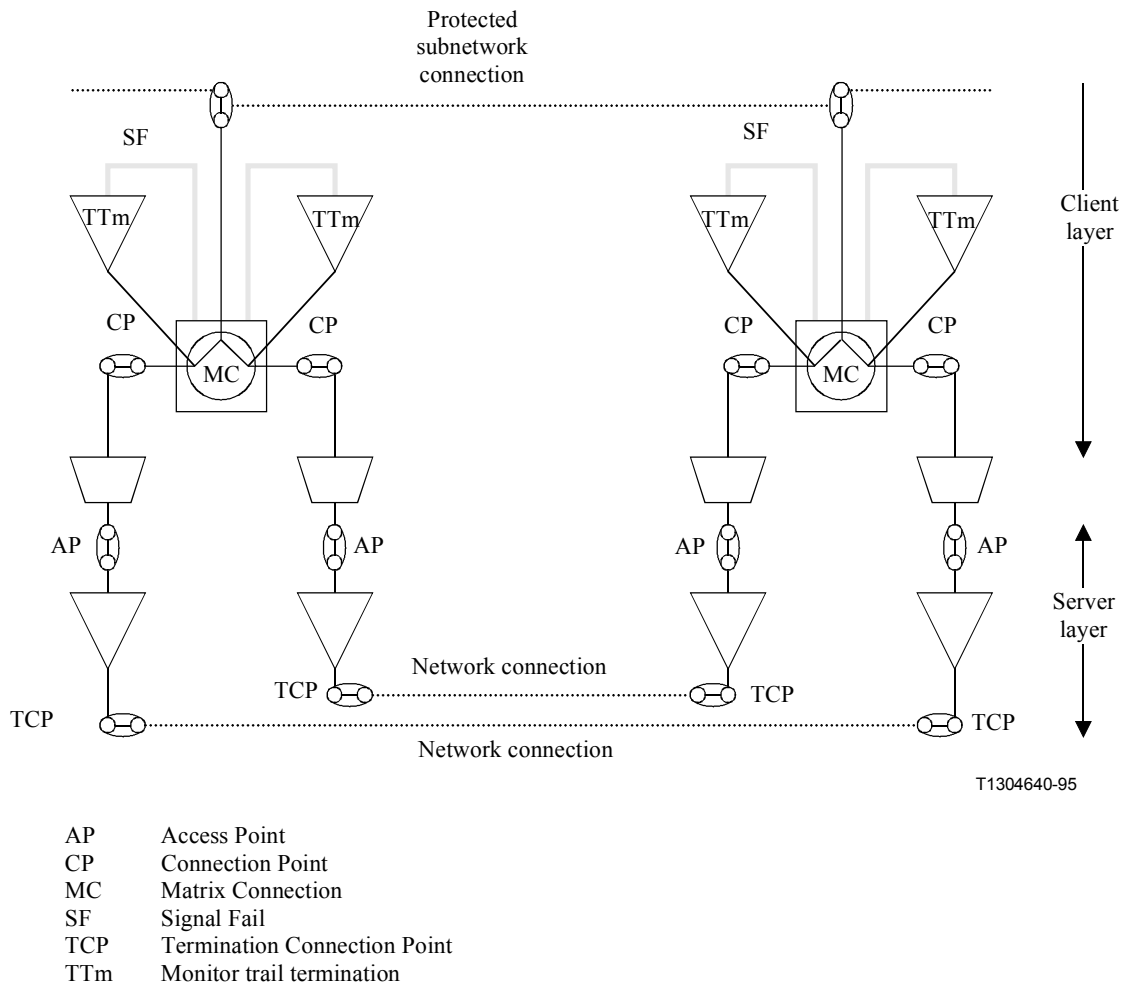 Protected
subnetwork
connection
SF
SF
TTm
TTm
TTm
TTm
Client
layer
CP
CP
CP
CP
MC
MC
AP
AP
AP
AP
Server
layer
Network connection
TCP
TCP
TCP
TCP
Network connection
T1304640-95
AP Access Point
CP Connection Point
MC Matrix Connection
SF Signal Fail
TCP Termination Connection Point
TTm Monitor trail termination